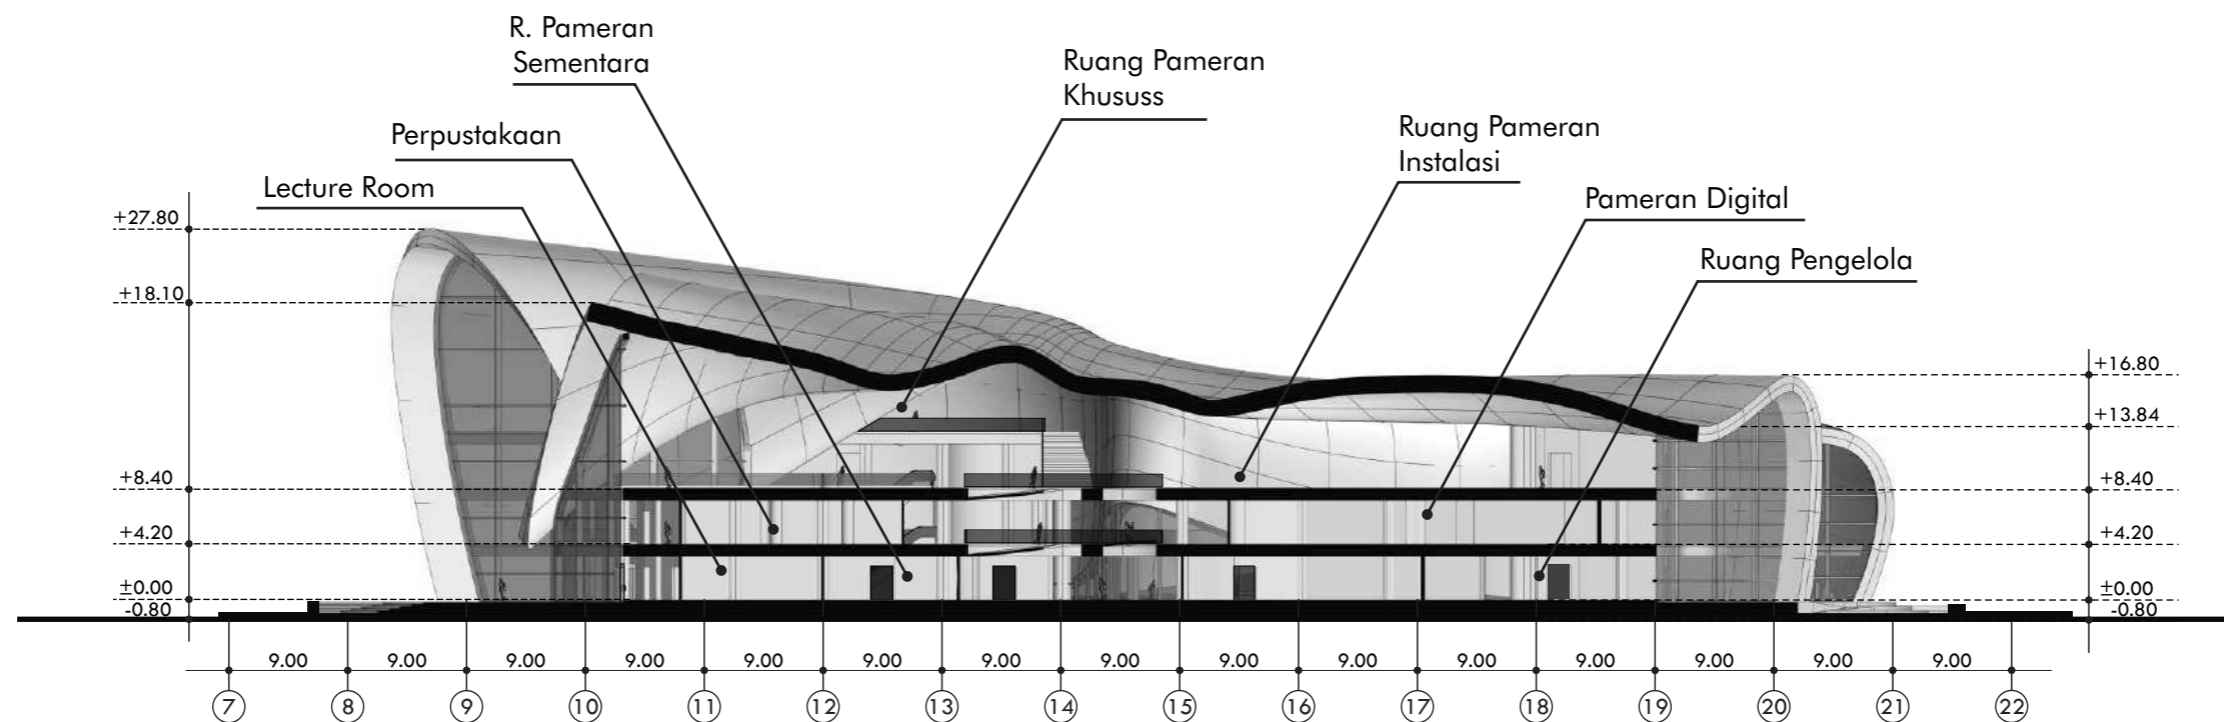 R. Pameran
Sementara
Ruang Pameran
Khususs
Perpustakaan
Ruang Pameran
Instalasi
Lecture Room
Pameran Digital
Ruang Pengelola
+27.80
+18.10
+8.40
+4.20
±0.00
-0.80
+16.80
+13.84
+8.40
+4.20
±0.00
-0.80
9.00 9.00 9.00 9.00 9.00 9.00 9.00 9.00 9.00 9.00 9.00 9.00 9.00 9.00 9.00
7 8 9 10 11 12 13 14 15 16 17 18 19 20 21 22